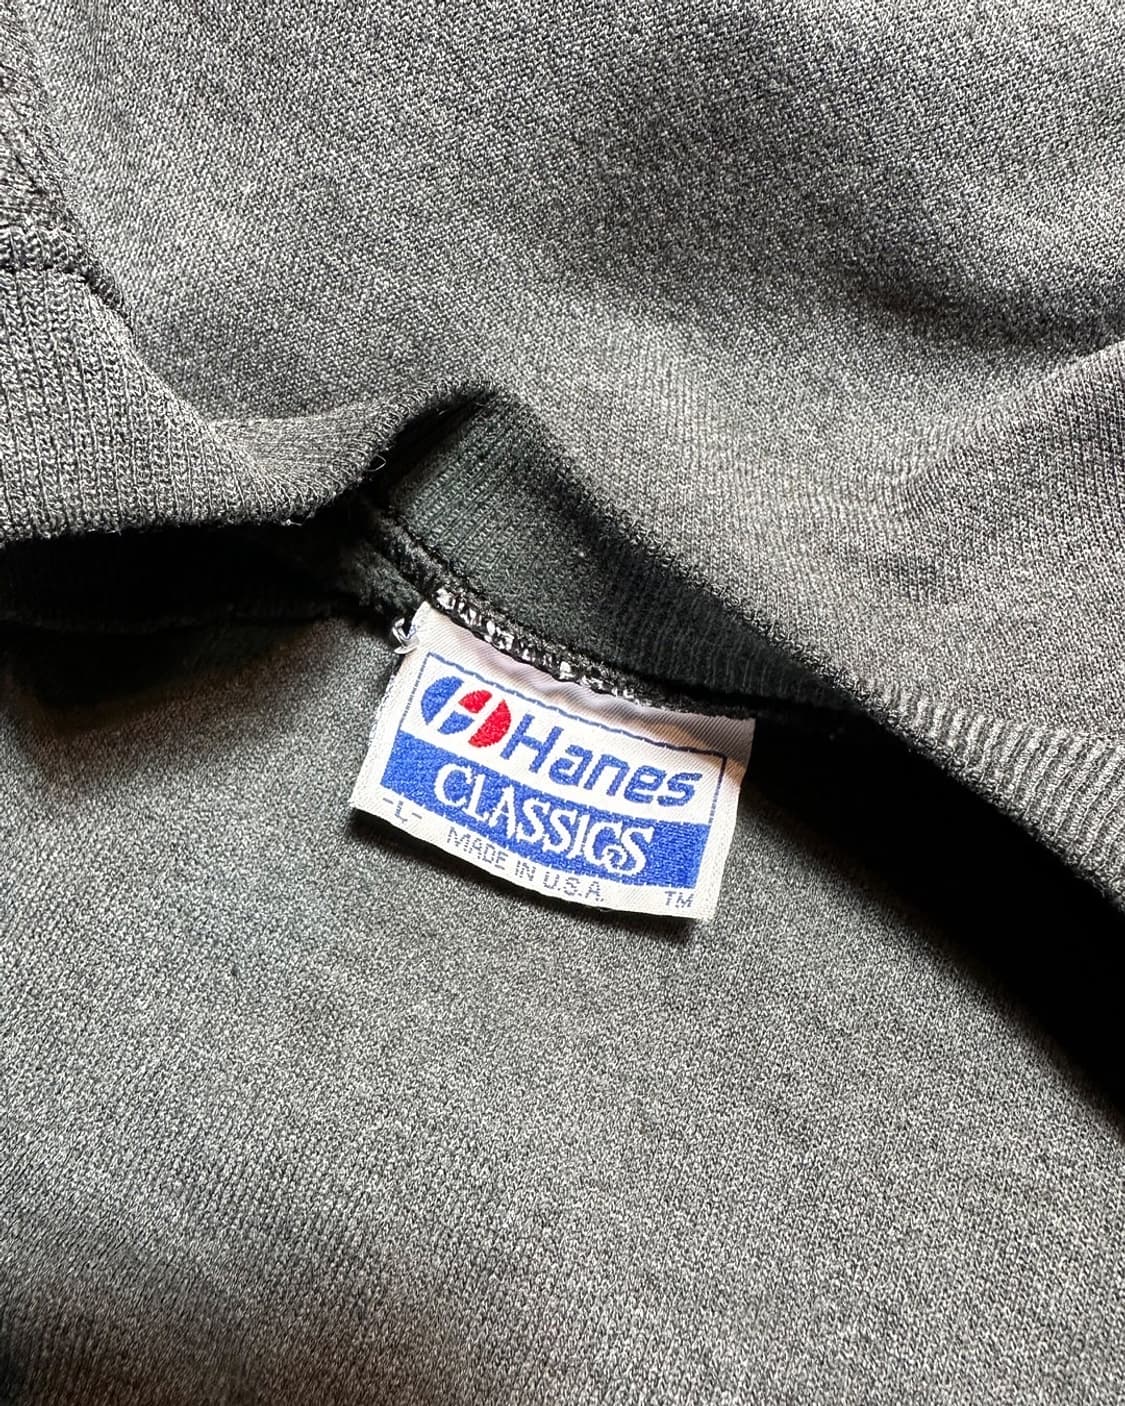 H Hanes
CLASSICS
-L-
MADE IN U.S.A.
TM